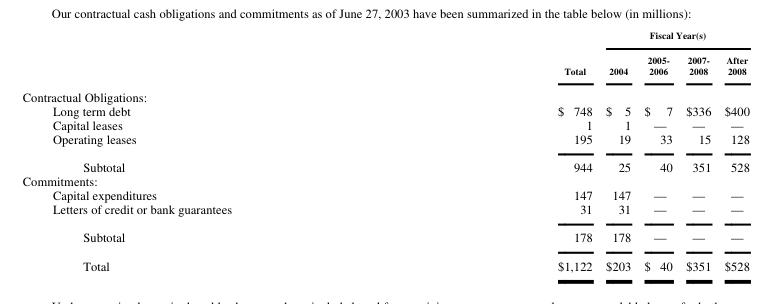 Our contractual cash obligations and commitments as of June 27, 2003 have been summarized in the table below (in millions):
Fiscal Year(s)
Total 2004 2005-2006 2007-2008 After 2008
Contractual Obligations:
Long term debt $ 748 $ 5 $ 7 $336 $400
Capital leases 1 1 — — —
Operating leases 195 19 33 15 128
Subtotal 944 25 40 351 528
Commitments:
Capital expenditures 147 147 — — —
Letters of credit or bank guarantees 31 31 — — —
Subtotal 178 178 — — —
Total $1,122 $203 $ 40 $351 $528